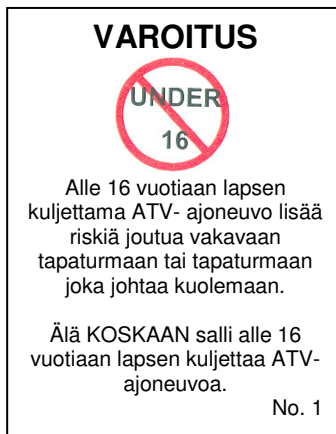 VAROITUS
UNDER
16
Alle 16 vuotiaan lapsen
kuljettama ATV- ajoneuvo lisää
riskiä joutua vakavaan
tapaturmaan tai tapaturmaan
joka johtaa kuolemaan.
Älä KOSKAAN salli alle 16
vuotiaan lapsen kuljettaa ATV-
ajoneuvoa.
No. 1